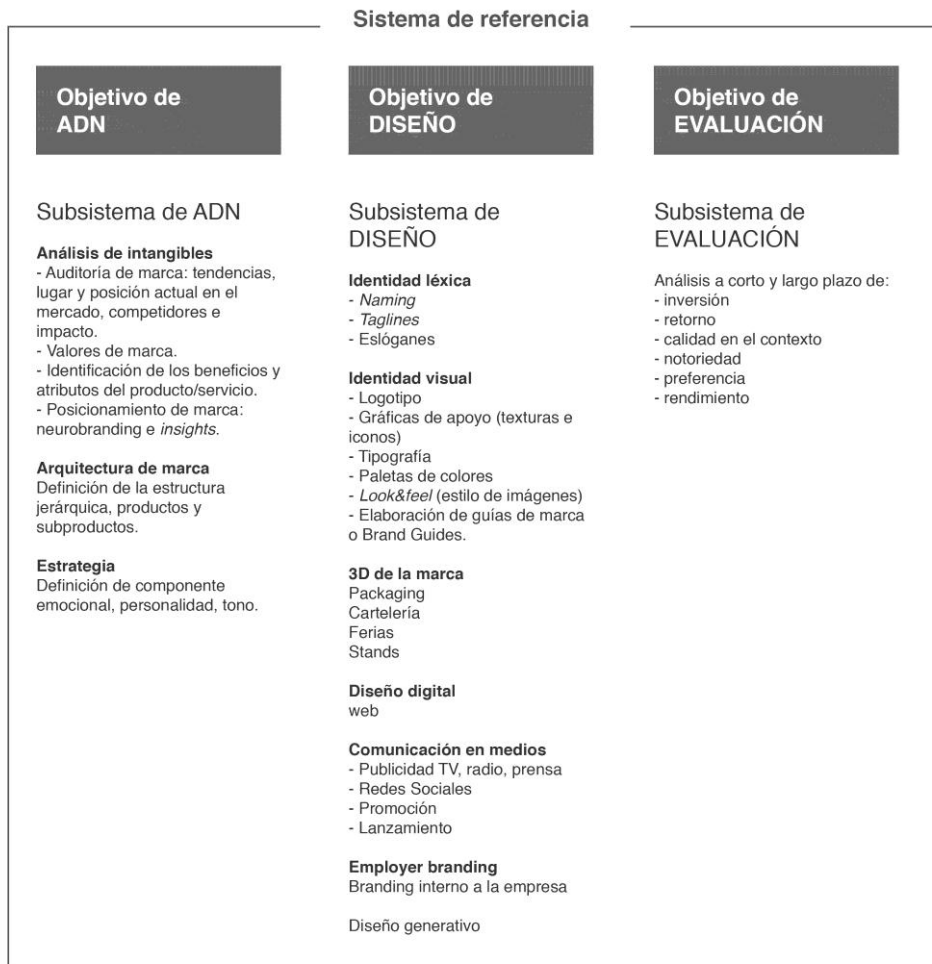 Sistema de referencia
Objetivo de
ADN
Subsistema de ADN
Análisis de intangibles
- Auditoría de marca: tendencias,
lugar y posición actual en el
mercado, competidores e
impacto.
- Valores de marca.
- Identificación de los beneficios y
atributos del producto/servicio.
- Posicionamiento de marca:
neurobranding e insights.
Arquitectura de marca
Definición de la estructura
jerárquica, productos y
subproductos.
Estrategia
Definición de componente
emocional, personalidad, tono.
Objetivo de
DISEÑO
Subsistema de
DISEÑO
Identidad léxica
- Naming
- Taglines
- Eslóganes
Identidad visual
- Logotipo
- Gráficas de apoyo (texturas e
iconos)
- Tipografía
- Paletas de colores
- Look&feel (estilo de imágenes)
- Elaboración de guías de marca
o Brand Guides.
3D de la marca
Packaging
Cartelería
Ferias
Stands
Diseño digital
web
Comunicación en medios
- Publicidad TV, radio, prensa
- Redes Sociales
- Promoción
- Lanzamiento
Employer branding
Branding interno a la empresa
Diseño generativo
Objetivo de
EVALUACIÓN
Subsistema de
EVALUACIÓN
Análisis a corto y largo plazo de:
- inversión
- retorno
- calidad en el contexto
- notoriedad
- preferencia
- rendimiento